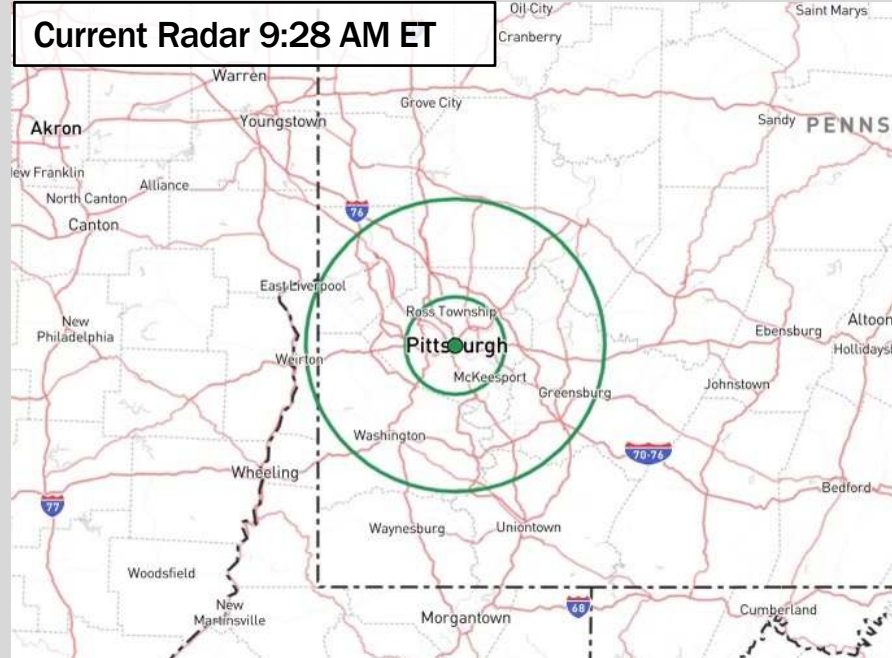 Current Radar 9:28 AM ET
Oil City
Saint Marys
Cranberry
Warren
Grove City
Akron
Youngstown
Sandy
PENNS
ew Franklin
Alliance
North Canton
Canton
76
East Liverpool
Ross Township
New
Philadelphia
Pittsburgh
Ebensburg
Altoon
Hollidaysb
Weirton
McKeesport
Johnstown
Greensburg
Washington
70-76
Wheeling
Bedford
77
Waynesburg
Uniontown
Woodsfield
New
Martinsville
Morgantown
68
Cumberland